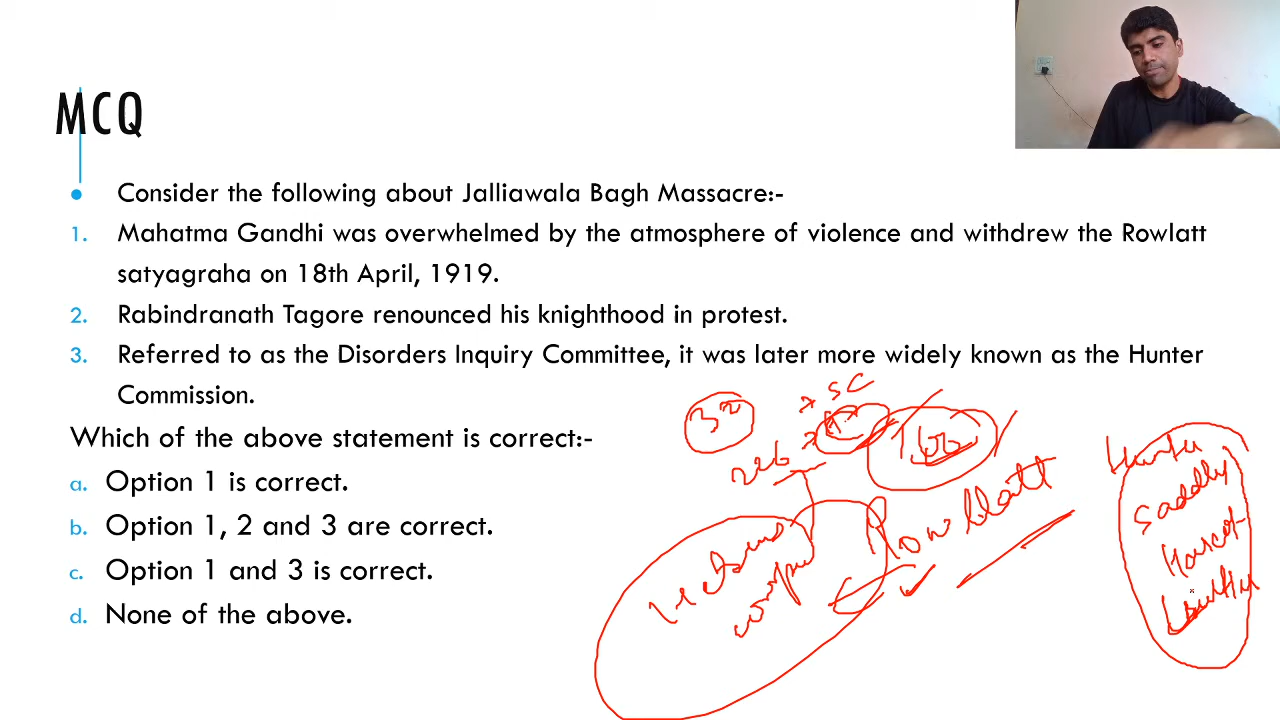 MCQ
• Consider the following about Jalliawala Bagh Massacre:-
1. Mahatma Gandhi was overwhelmed by the atmosphere of violence and withdrew the Rowlatt
satyagraha on 18th April, 1919.
2. Rabindranath Tagore renounced his knighthood in protest.
3. Referred to as the Disorders Inquiry Committee, it was later more widely known as the Hunter
Commission.
Which of the above statement is correct:-
a. Option 1 is correct.
b. Option 1, 2 and 3 are correct.
c. Option 1 and 3 is correct.
d. None of the above.
32
SC
Rowlatt
Hunter
Saddler